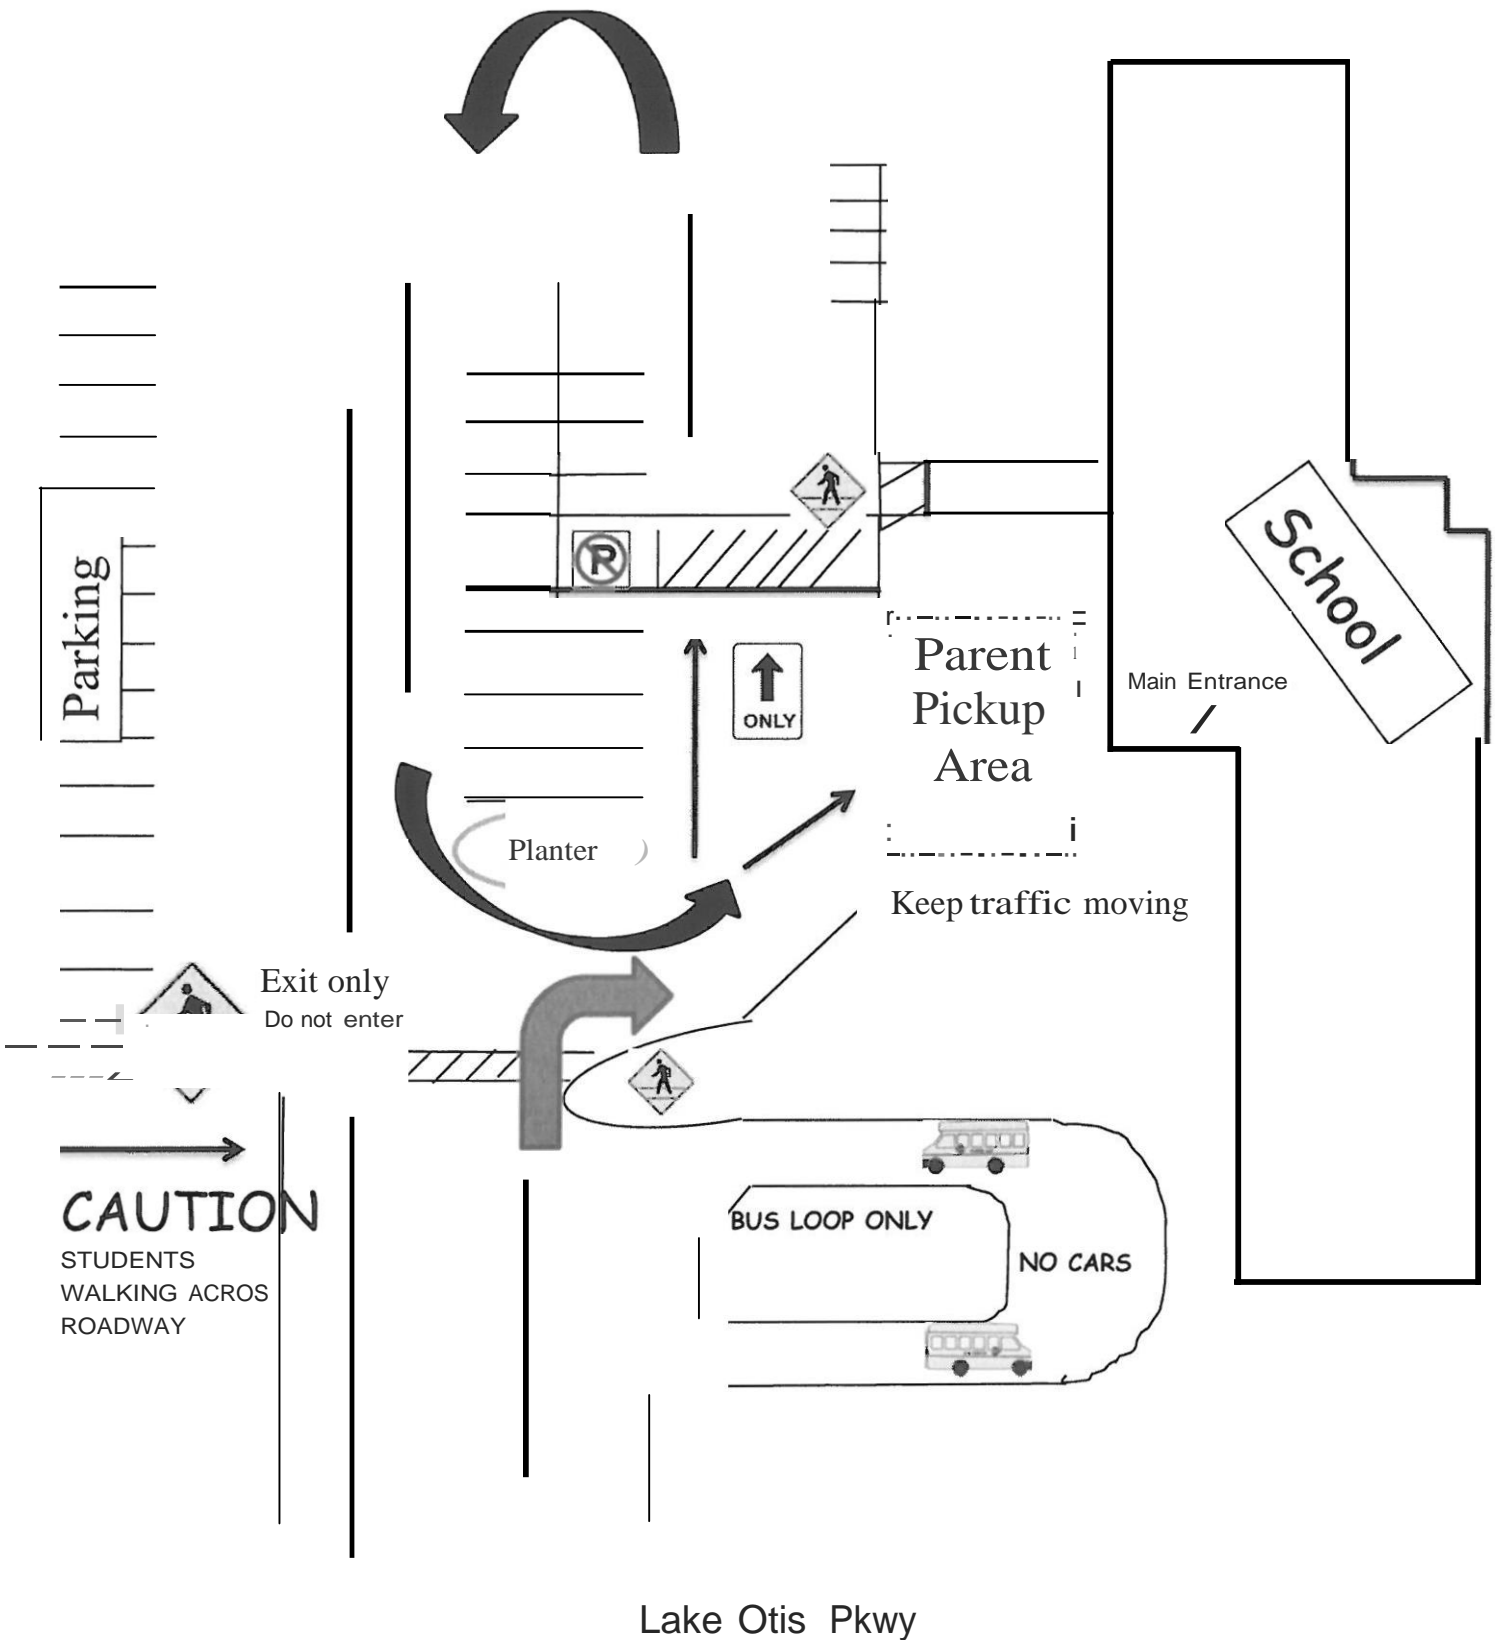 School
Parking
P
Parent
Pickup
Area
Main Entrance
ONLY
Planter
Keep traffic moving
Exit only
Do not enter
CAUTION
STUDENTS
WALKING ACROS
ROADWAY
BUS LOOP ONLY
NO CARS
Lake Otis Pkwy